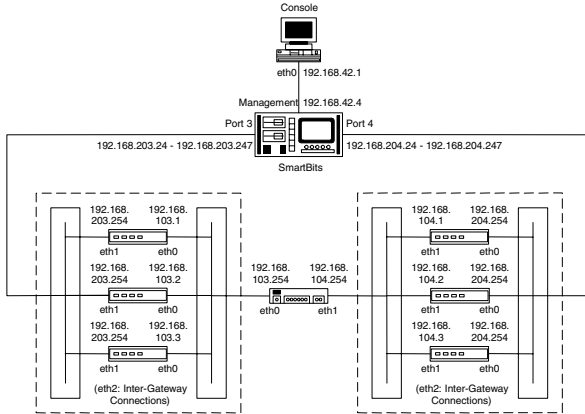 Console
eth0 192.168.42.1
Management 192.168.42.4
Port 3
Port 4
192.168.203.24 - 192.168.203.247
192.168.204.24 - 192.168.204.247
SmartBits
192.168.
203.254
192.168.
103.1
eth1
eth0
192.168.
203.254
192.168.
103.2
eth1
eth0
192.168.
203.254
192.168.
103.3
eth1
eth0
(eth2: Inter-Gateway
Connections)
192.168.
103.254
192.168.
104.254
eth0
eth1
192.168.
104.1
192.168.
204.254
eth1
eth0
192.168.
104.2
192.168.
204.254
eth1
eth0
192.168.
104.3
192.168.
204.254
eth1
eth0
(eth2: Inter-Gateway
Connections)